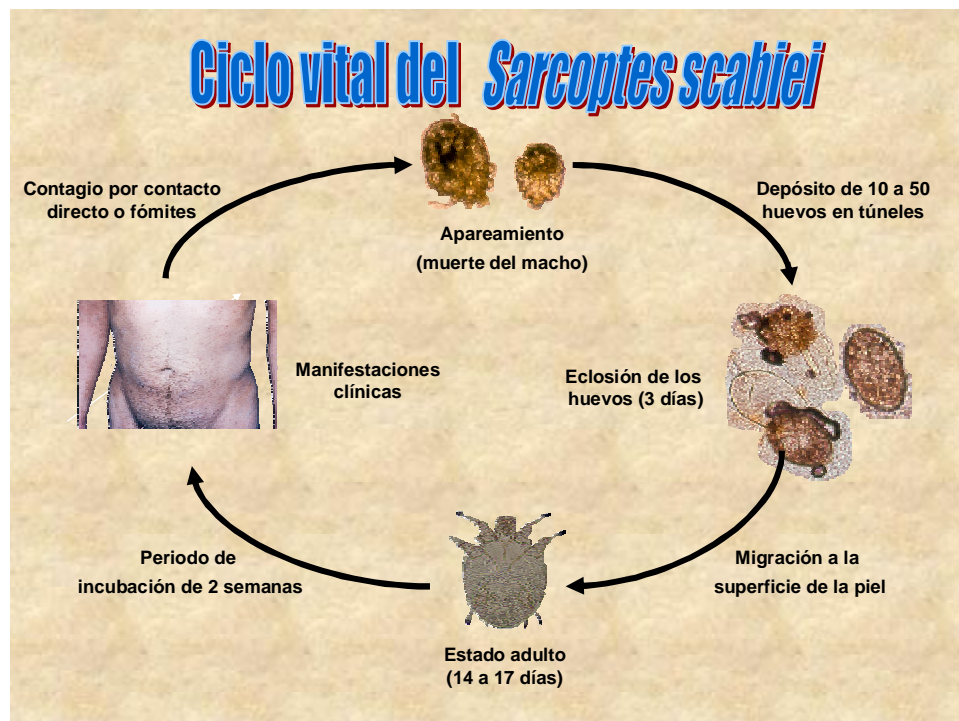 Ciclo vital del Sarcoptes scabiei
Contagio por contacto
directo o fómites
Apareamiento
(muerte del macho)
Depósito de 10 a 50
huevos en túneles
Manifestaciones
clínicas
Eclosión de los
huevos (3 días)
Periodo de
incubación de 2 semanas
Migración a la
superficie de la piel
Estado adulto
(14 a 17 días)